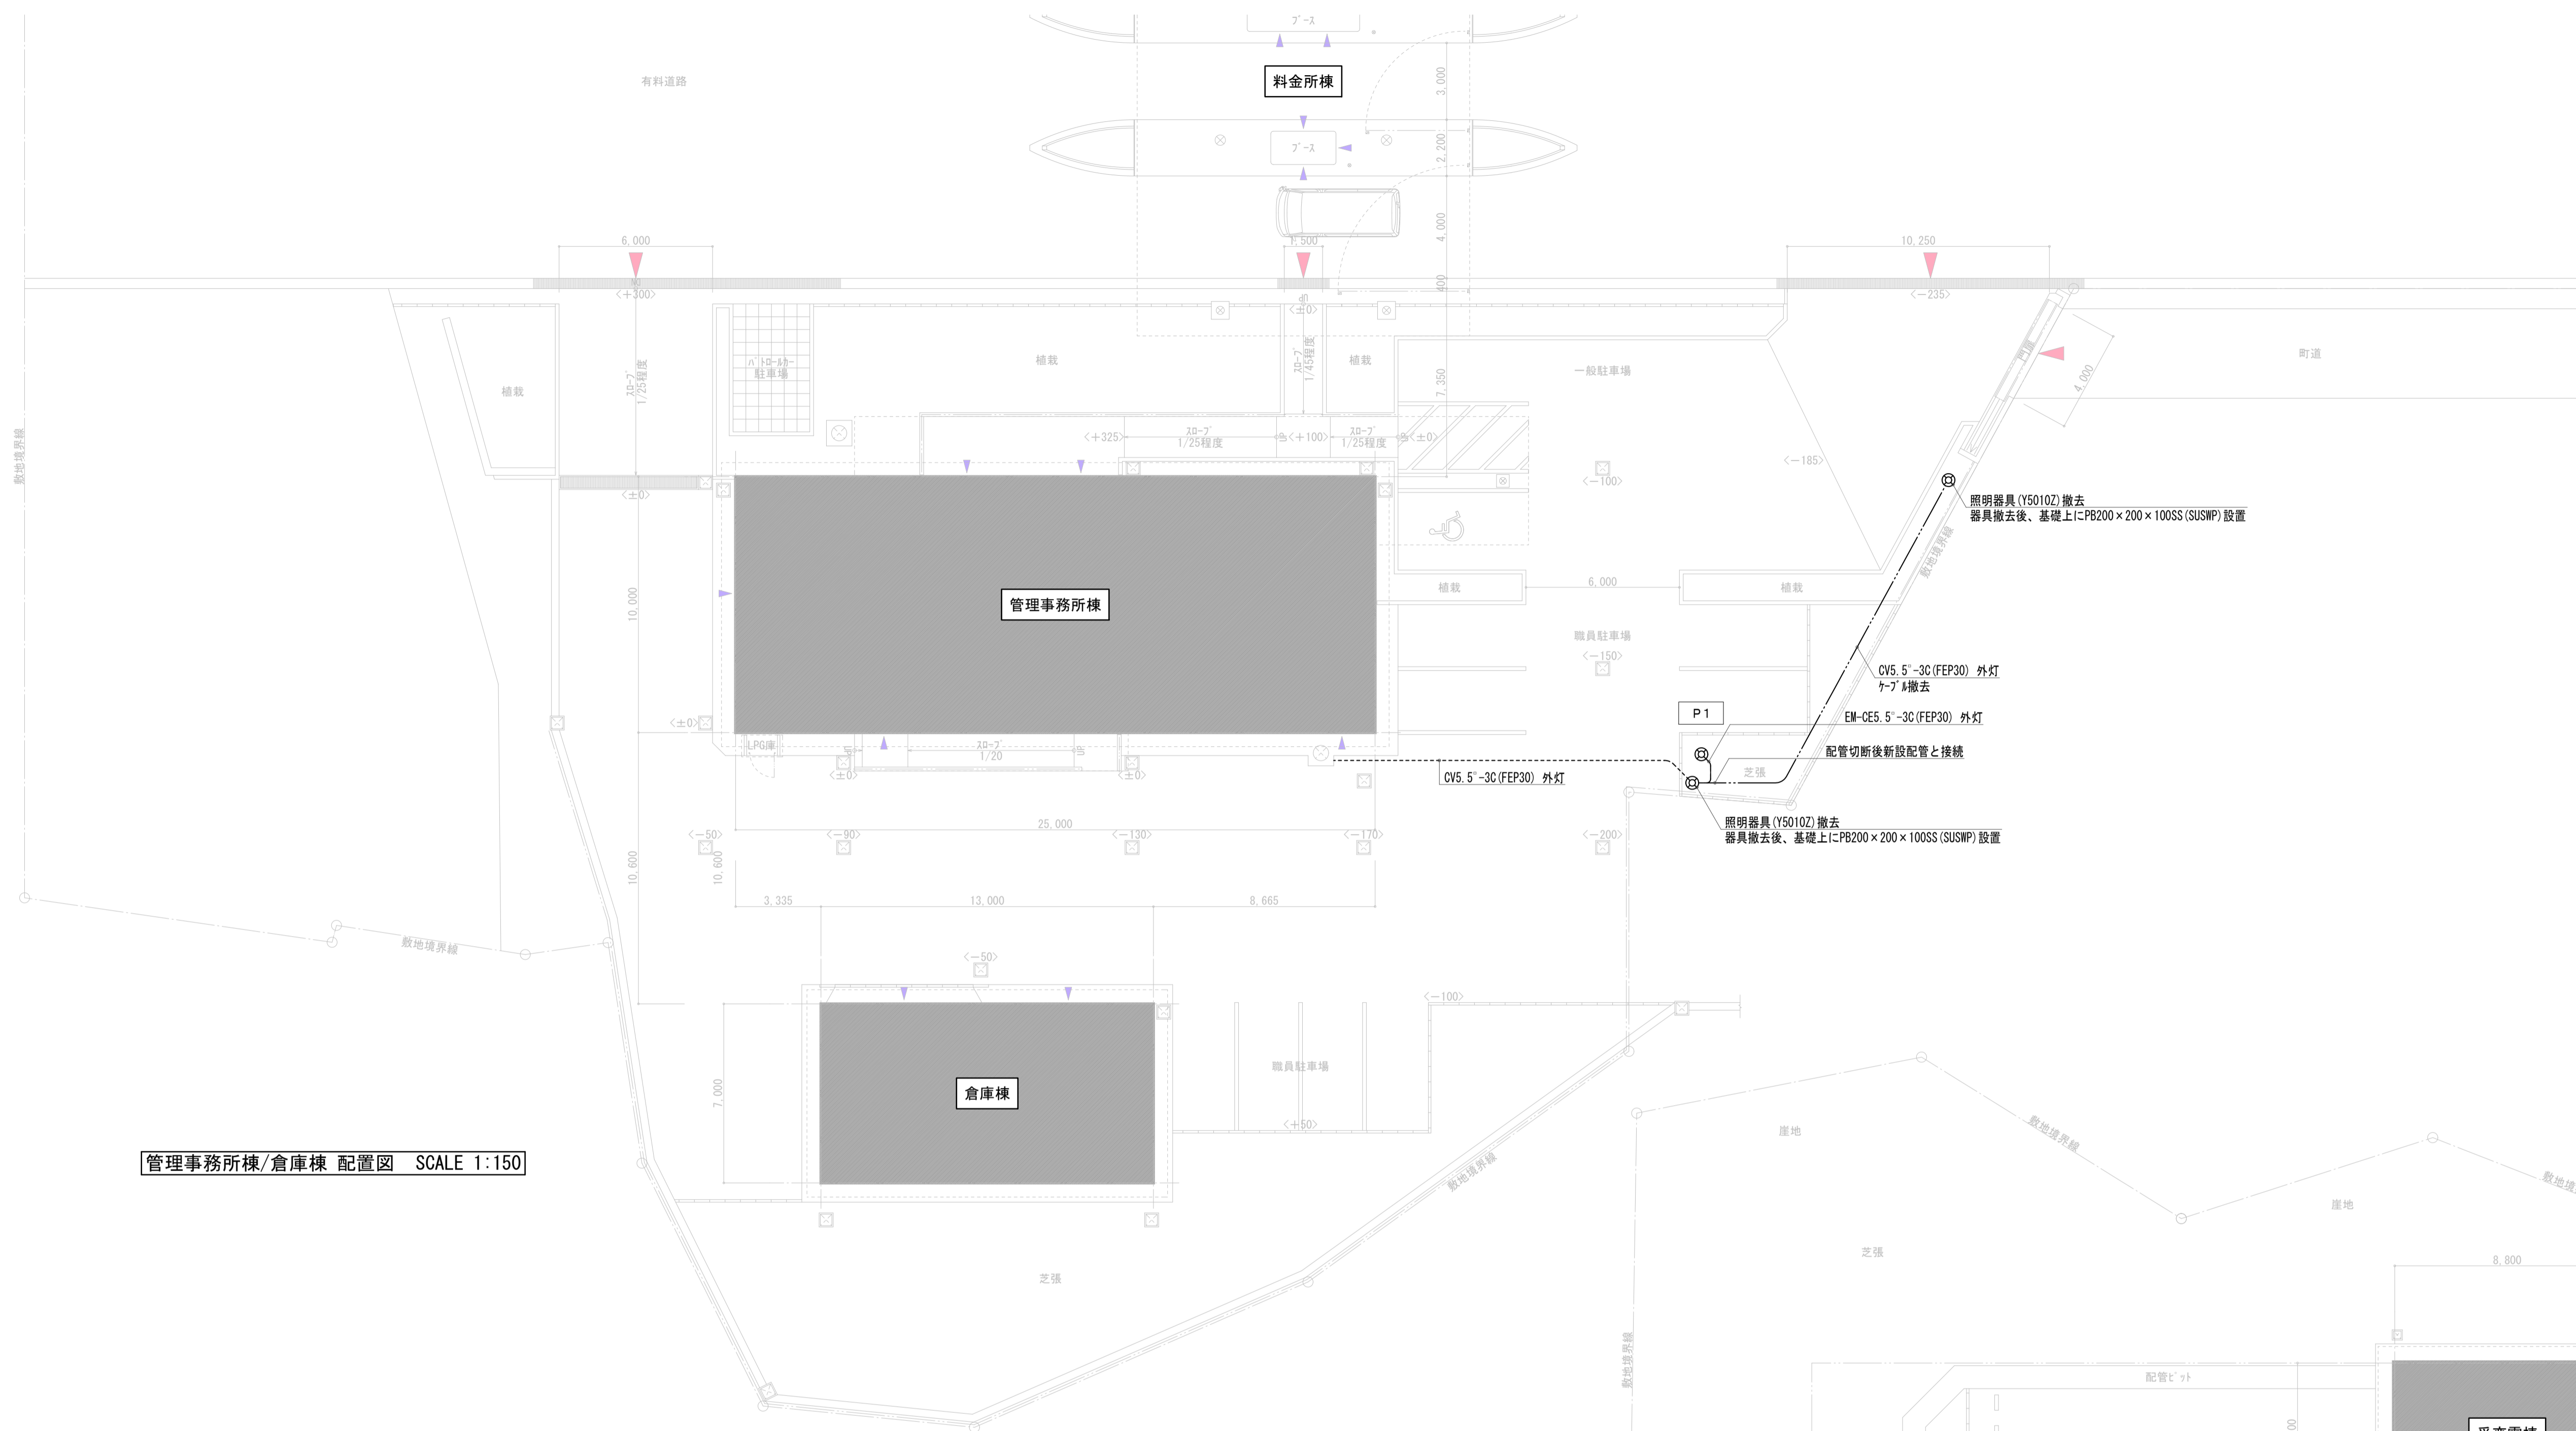 ﾌﾞｰｽ
有料道路
料金所棟
3,000
ﾌﾞｰｽ
2,200
4,000
6,000
1,500
10,250
400
<+300>
UP
<±0>
<-235>
町道
門扉
4,000
植栽
ｽﾛｰﾌﾟ
1/25程度
ﾊﾟﾄﾛｰﾙｶｰ
駐車場
植栽
ｽﾛｰﾌﾟ
1/45程度
植栽
7,350
一般駐車場
敷地境界線
<+325>
ｽﾛｰﾌﾟ
1/25程度
<+100>
ｽﾛｰﾌﾟ
1/25程度
<±0>
<-185>
<±0>
<-100>
照明器具(Y5010Z)撤去
器具撤去後、基礎上にPB200×200×100SS(SUSWP)設置
敷地境界線
10,000
管理事務所棟
植栽
6,000
植栽
職員駐車場
<-150>
CV5.5°-3C(FEP30) 外灯
ｹｰﾌﾞﾙ撤去
P1
EM-CE5.5°-3C(FEP30) 外灯
<±0>
LPG庫
UP
ｽﾛｰﾌﾟ
1/20
UP
配管切断後新設配管と接続
芝張
<±0>
<±0>
CV5.5°-3C(FEP30) 外灯
25,000
照明器具(Y5010Z)撤去
器具撤去後、基礎上にPB200×200×100SS(SUSWP)設置
<-50>
<-90>
<-130>
<-170>
<-200>
10,600
10,600
3,335
13,000
8,665
敷地境界線
<-50>
<-100>
7,000
倉庫棟
職員駐車場
<+50>
崖地
敷地境界線
管理事務所棟/倉庫棟 配置図 SCALE 1:150
敷地境界線
敷地境
崖地
芝張
芝張
8,800
敷地境界線
配管ﾋﾟｯﾄ
00